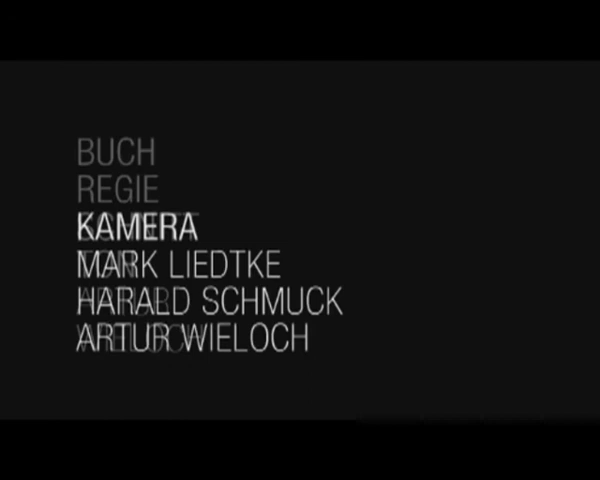 BUCH
REGIE
KAMERA
MARK LIEDTKE
HARALD SCHMUCK
ARTUR WIELOCH